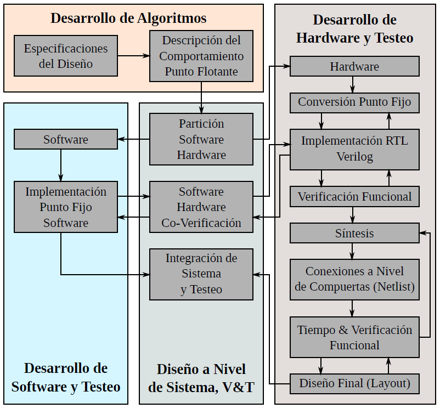 Desarrollo de Algoritmos
Especificaciones
del Diseño
Descripción del
Comportamiento
Punto Flotante
Desarrollo de
Hardware y Testeo
Hardware
Conversión Punto Fijo
Implementación RTL
Verilog
Verificación Funcional
Síntesis
Conexiones a Nivel
de Compuertas (Netlist)
Tiempo & Verificación
Funcional
Diseño Final (Layout)
Partición
Software
Hardware
Software
Hardware
Co-Verificación
Integración de
Sistema
y Testeo
Diseño a Nivel
de Sistema, V&T
Software
Implementación
Punto Fijo
Software
Desarrollo de
Software y Testeo